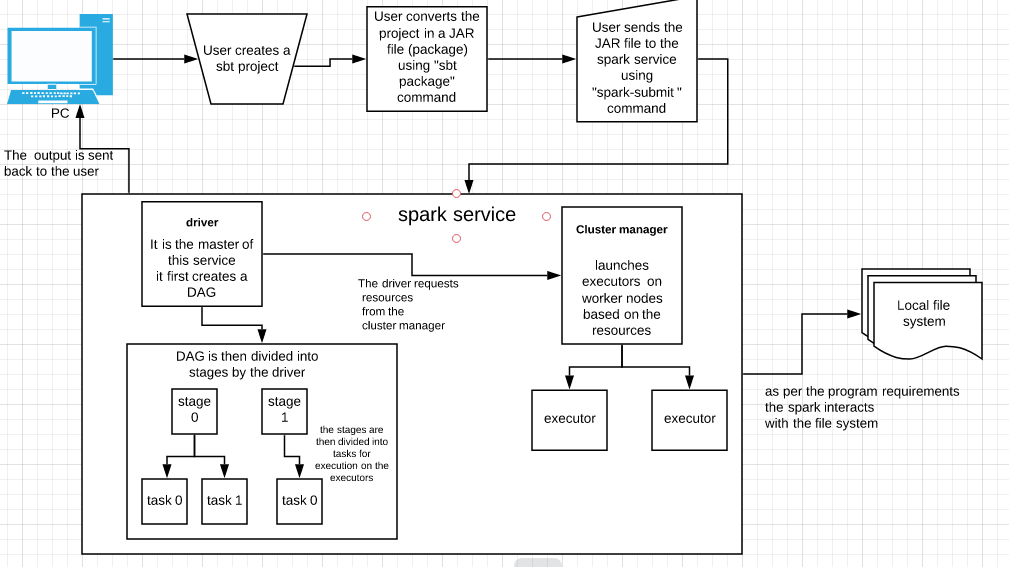 User creates a
sbt project
User converts the
project in a JAR
file (package)
using "sbt
package"
command
User sends the
JAR file to the
spark service
using
"spark-submit "
command
PC
The output is sent
back to the user
spark service
driver
It is the master of
this service
it first creates a
DAG
The driver requests
resources
from the
cluster manager
Cluster manager
launches
executors on
worker nodes
based on the
resources
executor
executor
DAG is then divided into
stages by the driver
stage
0
stage
1
the stages are
then divided into
tasks for
execution on the
executors
task 0
task 1
task 0
Local file
system
as per the program requirements
the spark interacts
with the file system